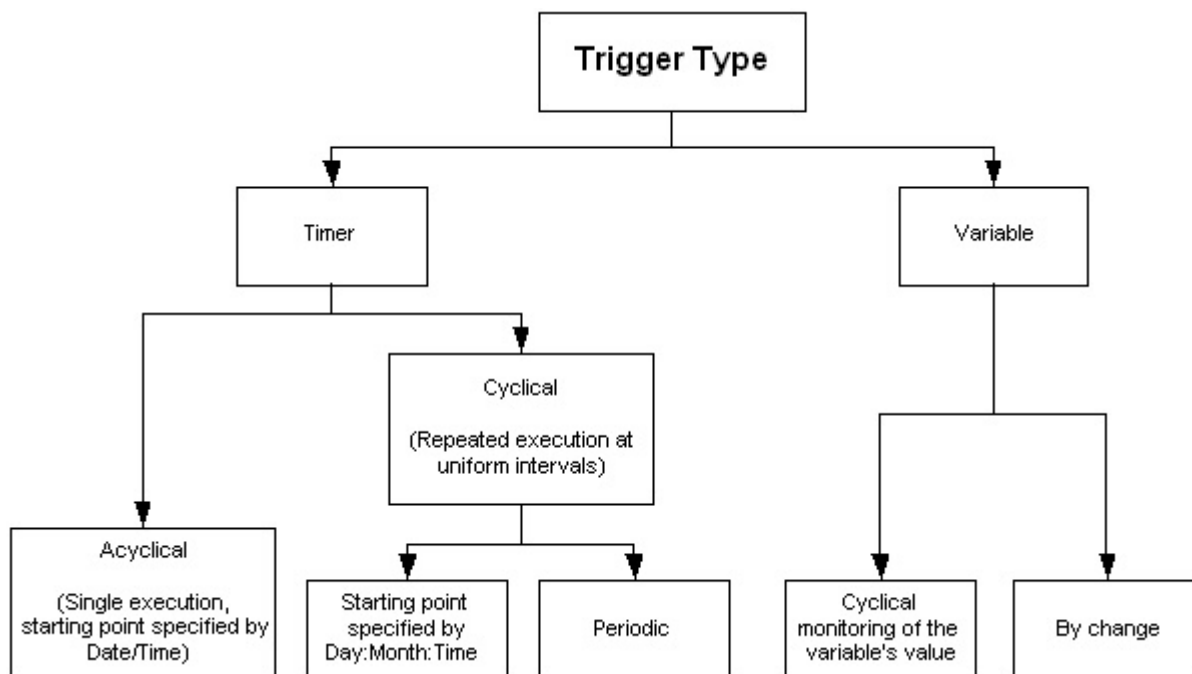 Trigger Type
Timer
Variable
Cyclical
(Repeated execution at
uniform intervals)
Acyclical
(Single execution,
starting point specified by
Date/Time)
Starting point
specified by
Day:Month:Time
Periodic
Cyclical
monitoring of the
variable's value
By change